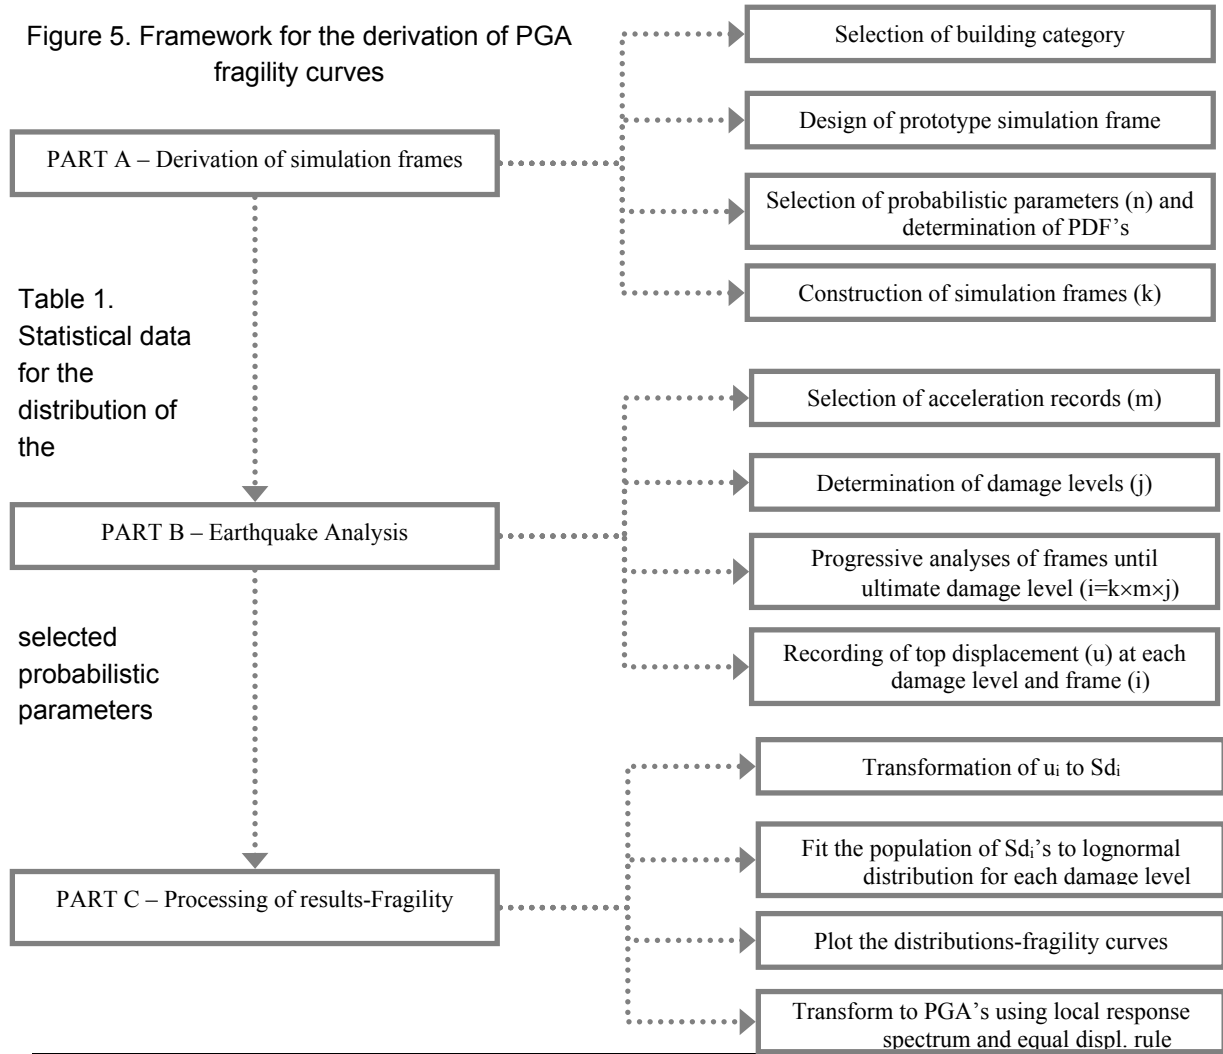 Figure 5. Framework for the derivation of PGA
fragility curves
Selection of building category
Design of prototype simulation frame
PART A – Derivation of simulation frames
Selection of probabilistic parameters (n) and
determination of PDF’s
Construction of simulation frames (k)
Table 1.
Statistical data
for the
distribution of
the
Selection of acceleration records (m)
Determination of damage levels (j)
PART B – Earthquake Analysis
Progressive analyses of frames until
ultimate damage level (i=k×m×j)
Recording of top displacement (u) at each
damage level and frame (i)
selected
probabilistic
parameters
Transformation of uᵢ to Sdᵢ
Fit the population of Sdᵢ’s to lognormal
distribution for each damage level
PART C – Processing of results-Fragility
Plot the distributions-fragility curves
Transform to PGA’s using local response
spectrum and equal displ. rule